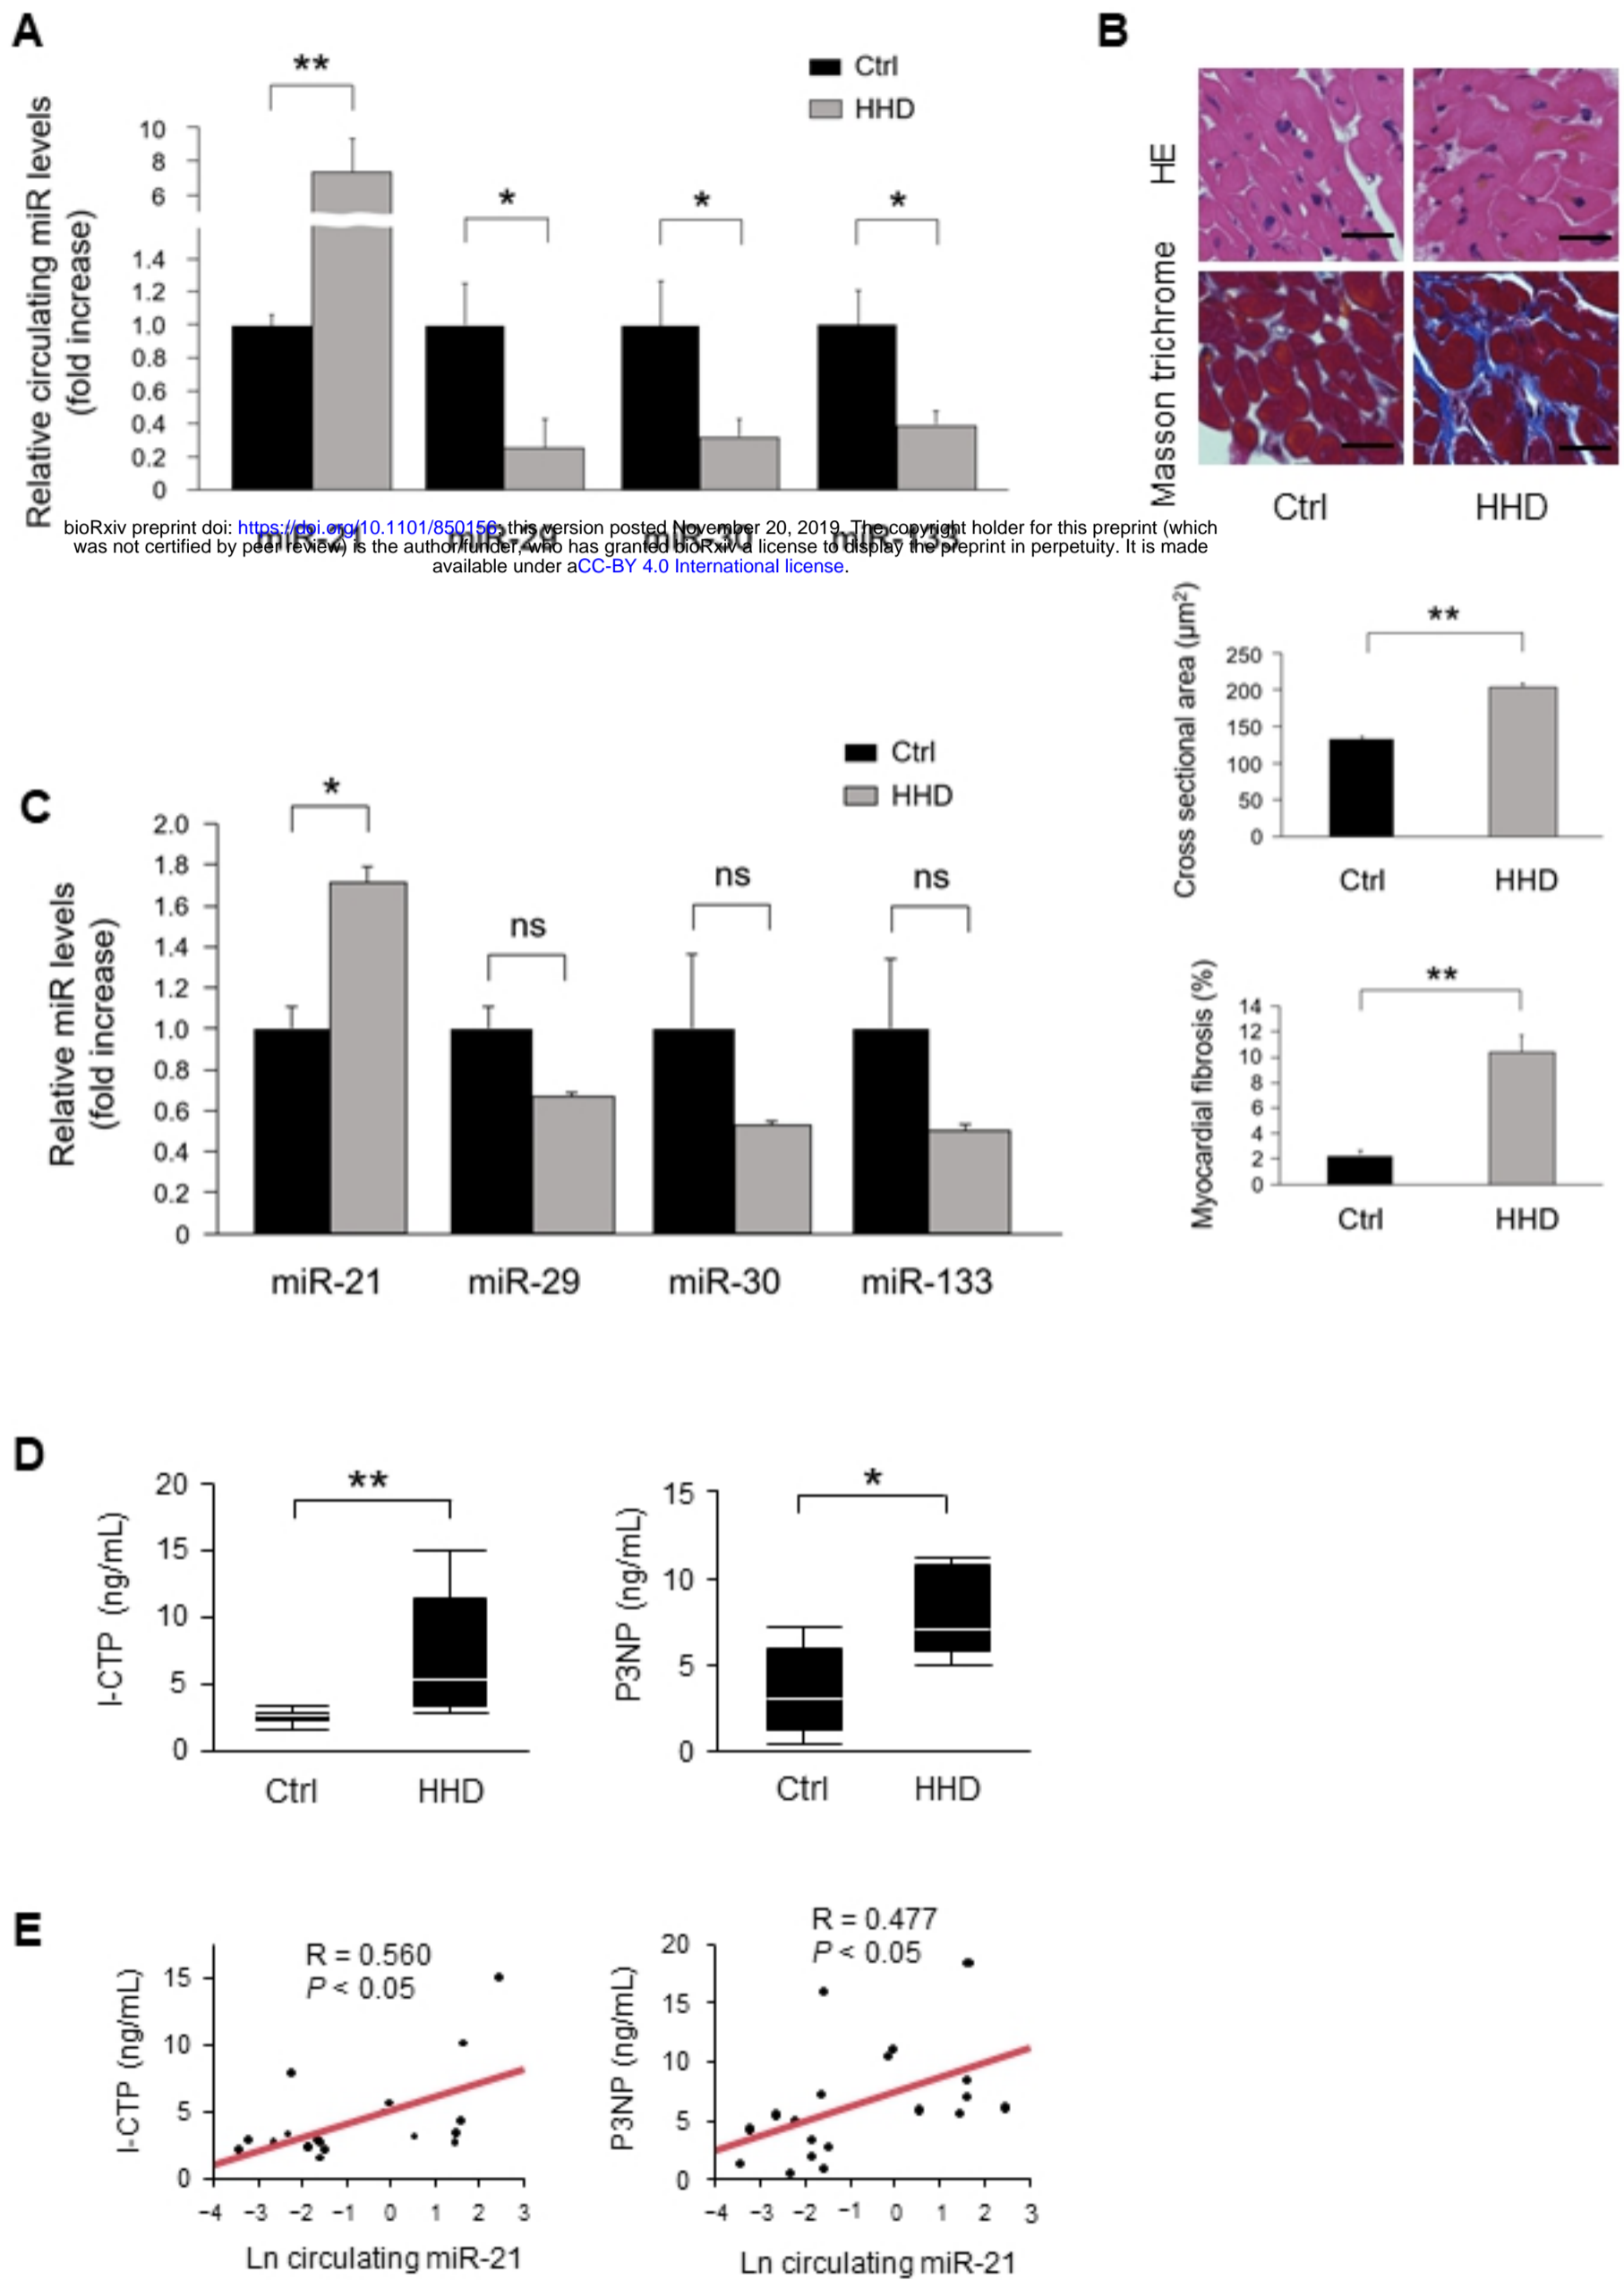 A
**
Ctrl
HHD
Relative circulating miR levels
(fold increase)
10
8
6
1.4
1.2
1.0
0.8
0.6
0.4
0.2
0
*
*
*
miR-21
miR-29
miR-30
miR-133
bioRxiv preprint doi: https://doi.org/10.1101/850156; this version posted November 20, 2019. The copyright holder for this preprint (which
was not certified by peer review) is the author/funder, who has granted bioRxiv a license to display the preprint in perpetuity. It is made
available under aCC-BY 4.0 International license.
B
HE
Masson trichrome
Ctrl
HHD
Cross sectional area (µm²)
**
250
200
150
100
50
0
Ctrl
HHD
Myocardial fibrosis (%)
**
14
12
10
8
6
4
2
0
Ctrl
HHD
C
Ctrl
HHD
Relative miR levels
(fold increase)
2.0
1.8
1.6
1.4
1.2
1.0
0.8
0.6
0.4
0.2
0
*
ns
ns
ns
miR-21
miR-29
miR-30
miR-133
D
I-CTP (ng/mL)
20
15
10
5
0
**
Ctrl
HHD
P3NP (ng/mL)
15
10
5
0
*
Ctrl
HHD
E
R = 0.560
P < 0.05
I-CTP (ng/mL)
15
10
5
0
−4 −3 −2 −1 0 1 2 3
Ln circulating miR-21
R = 0.477
P < 0.05
P3NP (ng/mL)
20
15
10
5
0
−4 −3 −2 −1 0 1 2 3
Ln circulating miR-21